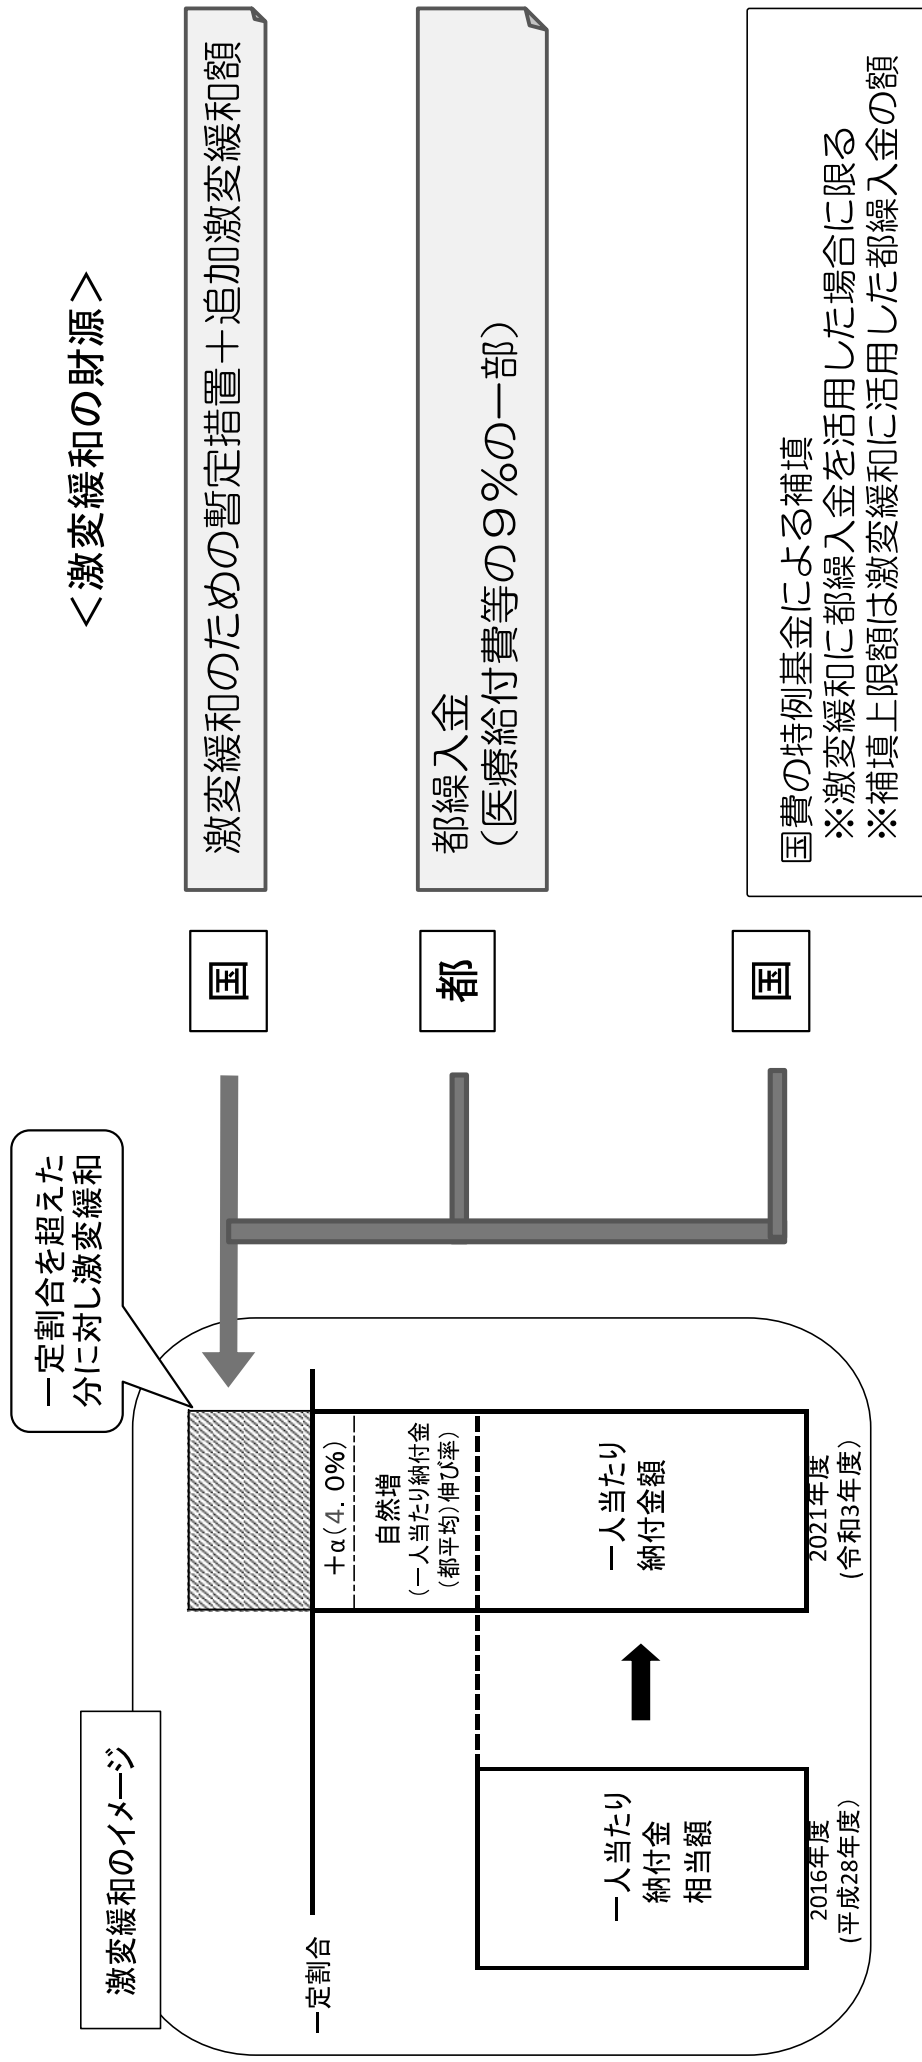 激変緩和のイメージ
一定割合を超えた
分に対し激変緩和
一定割合
＋α（4．0%）
自然増
（一人当たり納付金
（都平均）伸び率）
一人当たり
納付金
相当額
一人当たり
納付金額
2016年度
(平成28年度)
2021年度
(令和3年度)
＜激変緩和の財源＞
国
激変緩和のための暫定措置＋追加激変緩和額
都
都繰入金
（医療給付費等の９％の一部）
国
国費の特例基金による補填
※激変緩和に都繰入金を活用した場合に限る
※補填上限額は激変緩和に活用した都繰入金の額